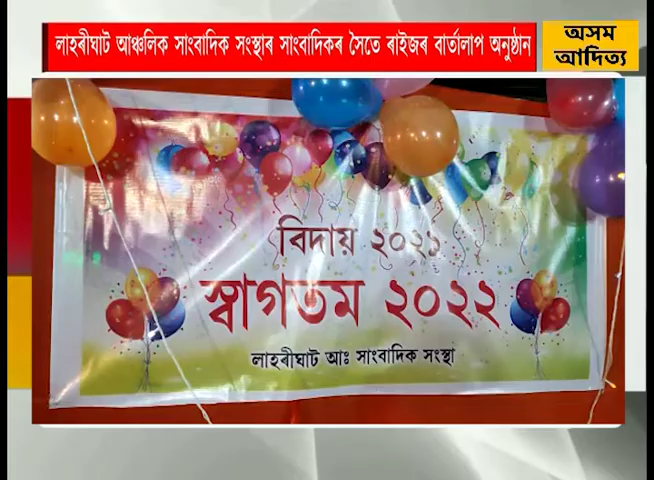 লাহৰীঘাট আঞ্চলিক সাংবাদিক সংস্থাৰ সাংবাদিকৰ সৈতে ৰাইজৰ বাৰ্তালাপ অনুষ্ঠান
অসম
আদিত্য
বিদায় ২০২১
স্বাগতম ২০২২
লাহৰীঘাট আঃ সাংবাদিক সংস্থা